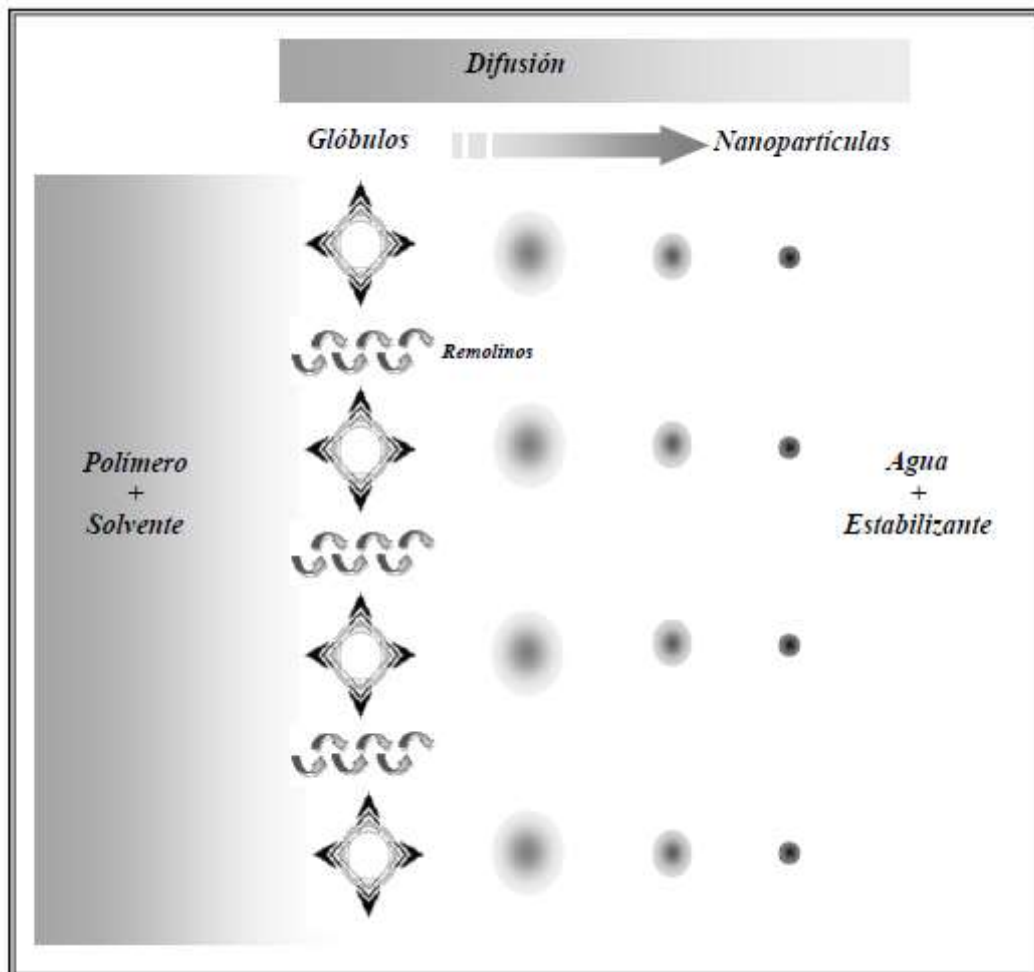 Difusión
Glóbulos
Nanopartículas
Remolinos
Polímero
+
Solvente
Agua
+
Estabilizante